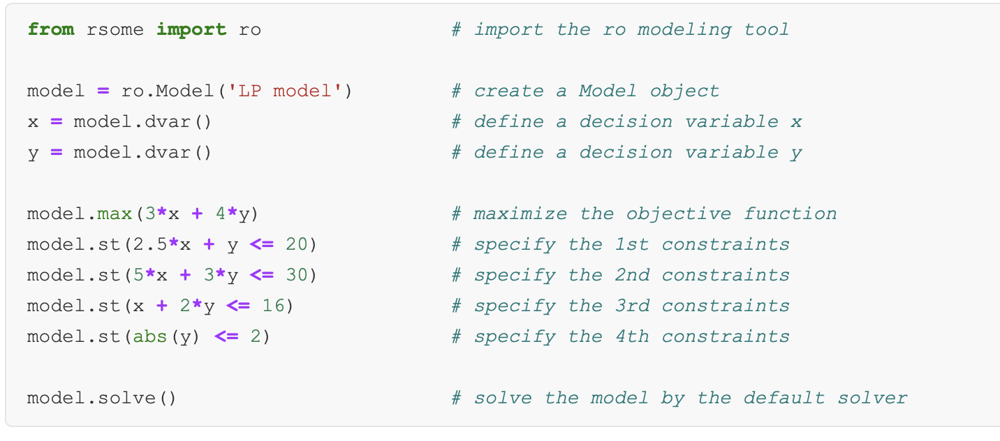 from rsome import ro # import the ro modeling tool
model = ro.Model('LP model') # create a Model object
x = model.dvar() # define a decision variable x
y = model.dvar() # define a decision variable y
model.max(3*x + 4*y) # maximize the objective function
model.st(2.5*x + y <= 20) # specify the 1st constraints
model.st(5*x + 3*y <= 30) # specify the 2nd constraints
model.st(x + 2*y <= 16) # specify the 3rd constraints
model.st(abs(y) <= 2) # specify the 4th constraints
model.solve() # solve the model by the default solver